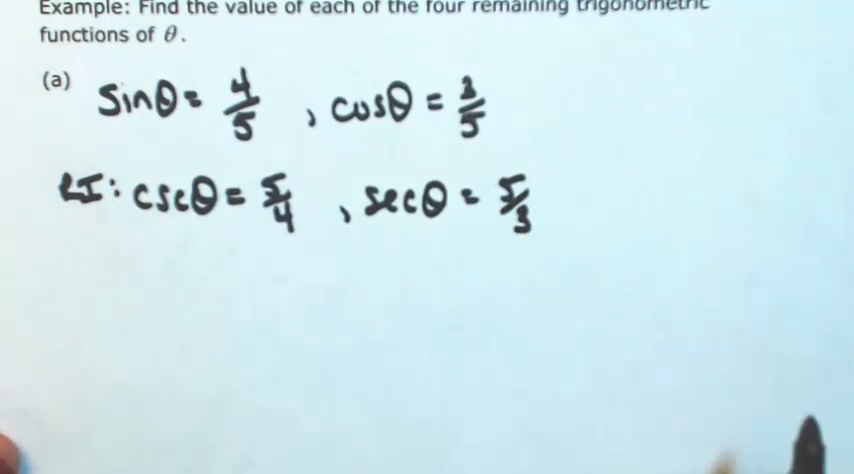 Example: Find the value of each of the four remaining trigonometric
functions of θ.
(a) sinθ = 4/5 , cosθ = 3/5
RI: cscθ = 5/4 , secθ = 5/3